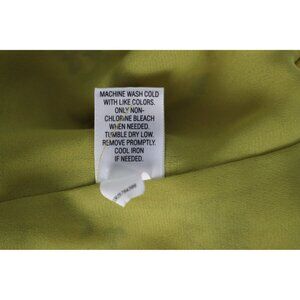 MACHINE WASH COLD
WITH LIKE COLORS.
ONLY NON-
CHLORINE BLEACH
WHEN NEEDED.
TUMBLE DRY LOW.
REMOVE PROMPTLY.
COOL IRON
IF NEEDED.